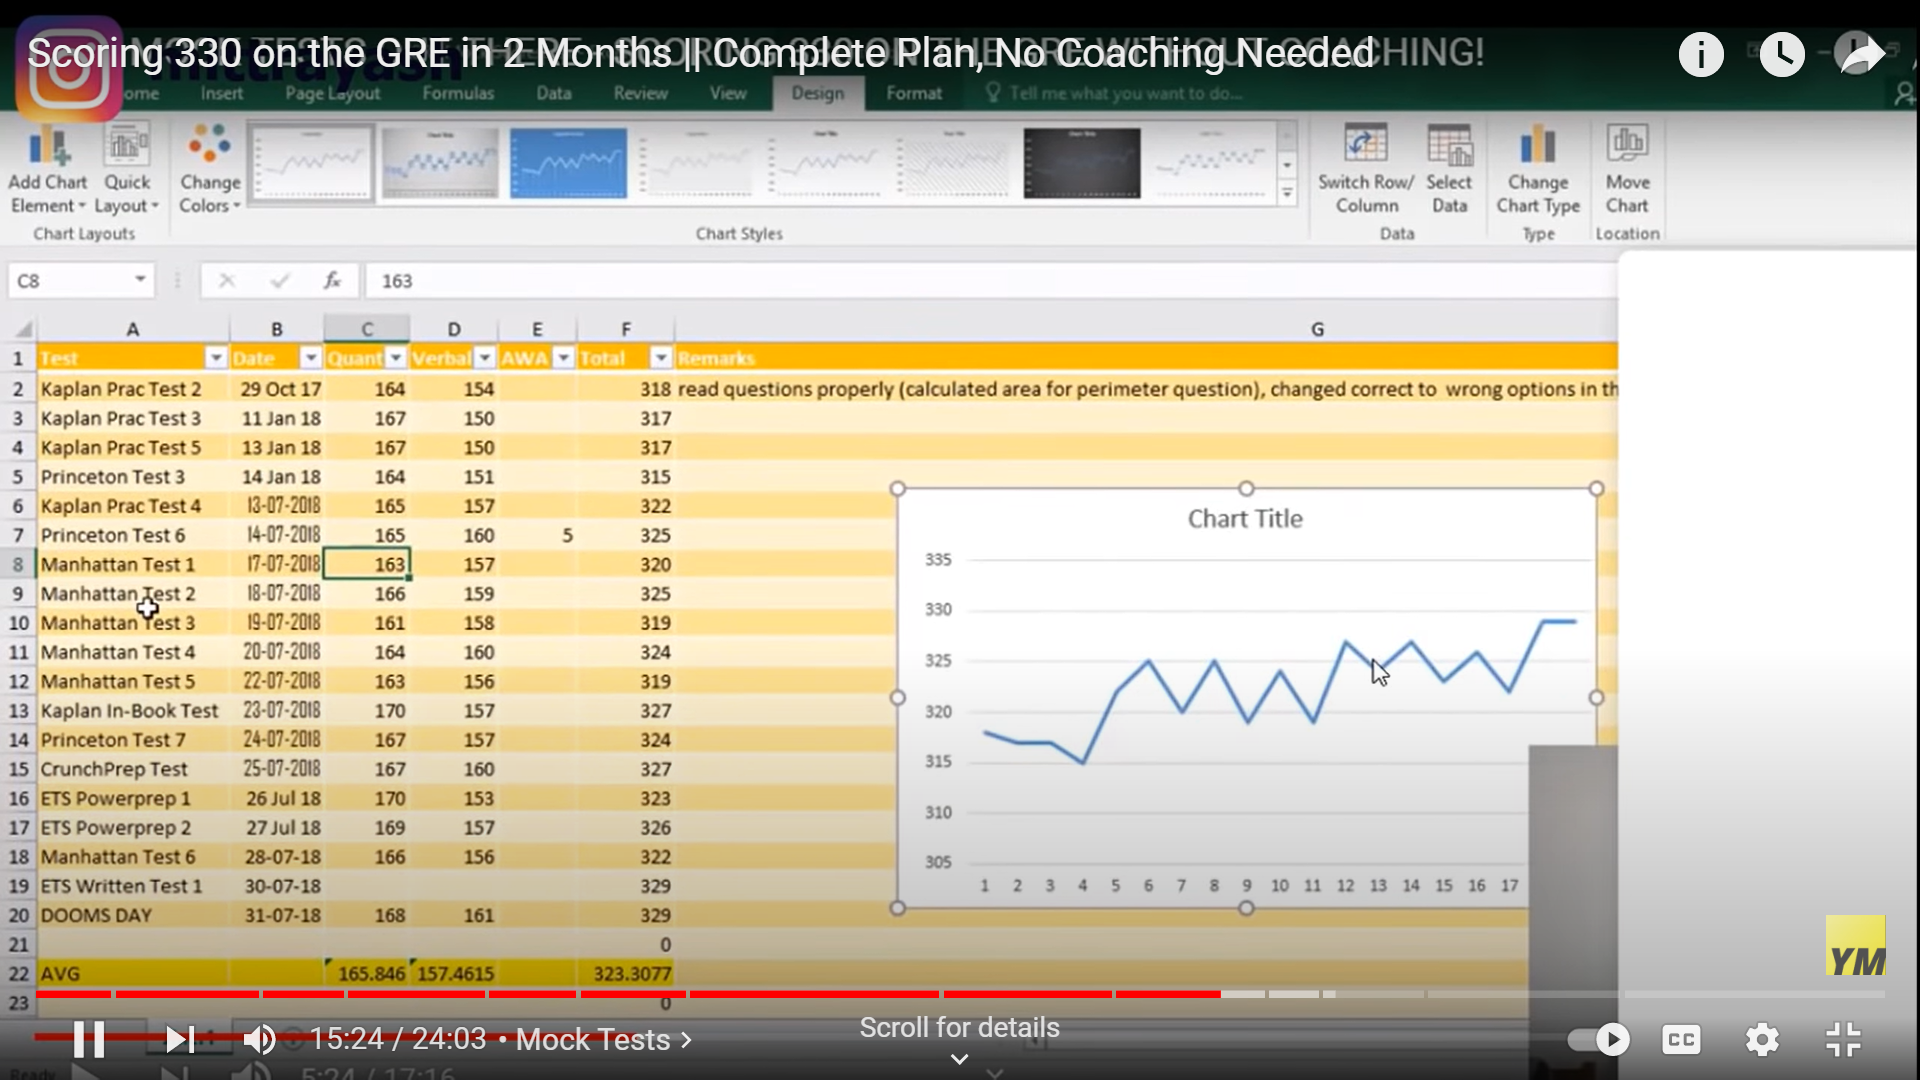 Scoring 330 on the GRE in 2 Months || Complete Plan, No Coaching Needed
Insert Page Layout Formulas Data Review View Design Format Tell me what you want to do...
Add Chart Element Quick Layout Change Colors Switch Row/ Column Select Data Change Chart Type Move Chart
Chart Layouts Chart Styles Data Type Location
C8 fx 163
A B C D E F G
1 Test Date Quant Verbal AWA Total Remarks
2 Kaplan Prac Test 2 29 Oct 17 164 154 318 read questions properly (calculated area for perimeter question), changed correct to wrong options in th
3 Kaplan Prac Test 3 11 Jan 18 167 150 317
4 Kaplan Prac Test 5 13 Jan 18 167 150 317
5 Princeton Test 3 14 Jan 18 164 151 315
6 Kaplan Prac Test 4 13-07-2018 165 157 322
7 Princeton Test 6 14-07-2018 165 160 5 325
8 Manhattan Test 1 17-07-2018 163 157 320
9 Manhattan Test 2 18-07-2018 166 159 325
10 Manhattan Test 3 19-07-2018 161 158 319
11 Manhattan Test 4 20-07-2018 164 160 324
12 Manhattan Test 5 22-07-2018 163 156 319
13 Kaplan In-Book Test 23-07-2018 170 157 327
14 Princeton Test 7 24-07-2018 167 157 324
15 CrunchPrep Test 25-07-2018 167 160 327
16 ETS Powerprep 1 26 Jul 18 170 153 323
17 ETS Powerprep 2 27 Jul 18 169 157 326
18 Manhattan Test 6 28-07-18 166 156 322
19 ETS Written Test 1 30-07-18 329
20 DOOMS DAY 31-07-18 168 161 329
21 0
22 AVG 165.846 157.4615 323.3077
23 0
Chart Title
335
330
325
320
315
310
305
1 2 3 4 5 6 7 8 9 10 11 12 13 14 15 16 17
YM
15:24 / 24:03 • Mock Tests >
Scroll for details
CC
5:24 / 17:16